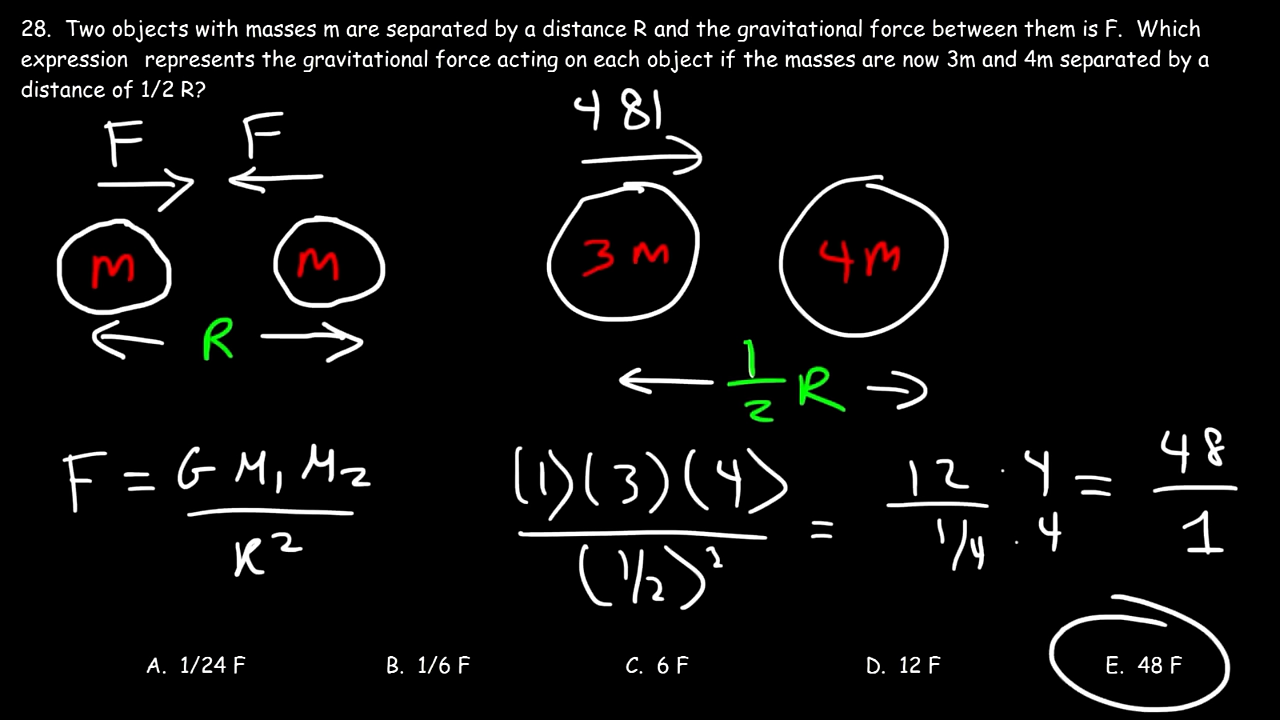 28. Two objects with masses m are separated by a distance R and the gravitational force between them is F. Which
expression represents the gravitational force acting on each object if the masses are now 3m and 4m separated by a
distance of 1/2 R?
F F
481
m m 3m 4m
R
1/2 R
F = G M1 M2 / R²
(1)(3)(4) / (1/2)² = 12 · 4 / 1/4 · 4 = 48 / 1
A. 1/24 F B. 1/6 F C. 6 F D. 12 F E. 48 F